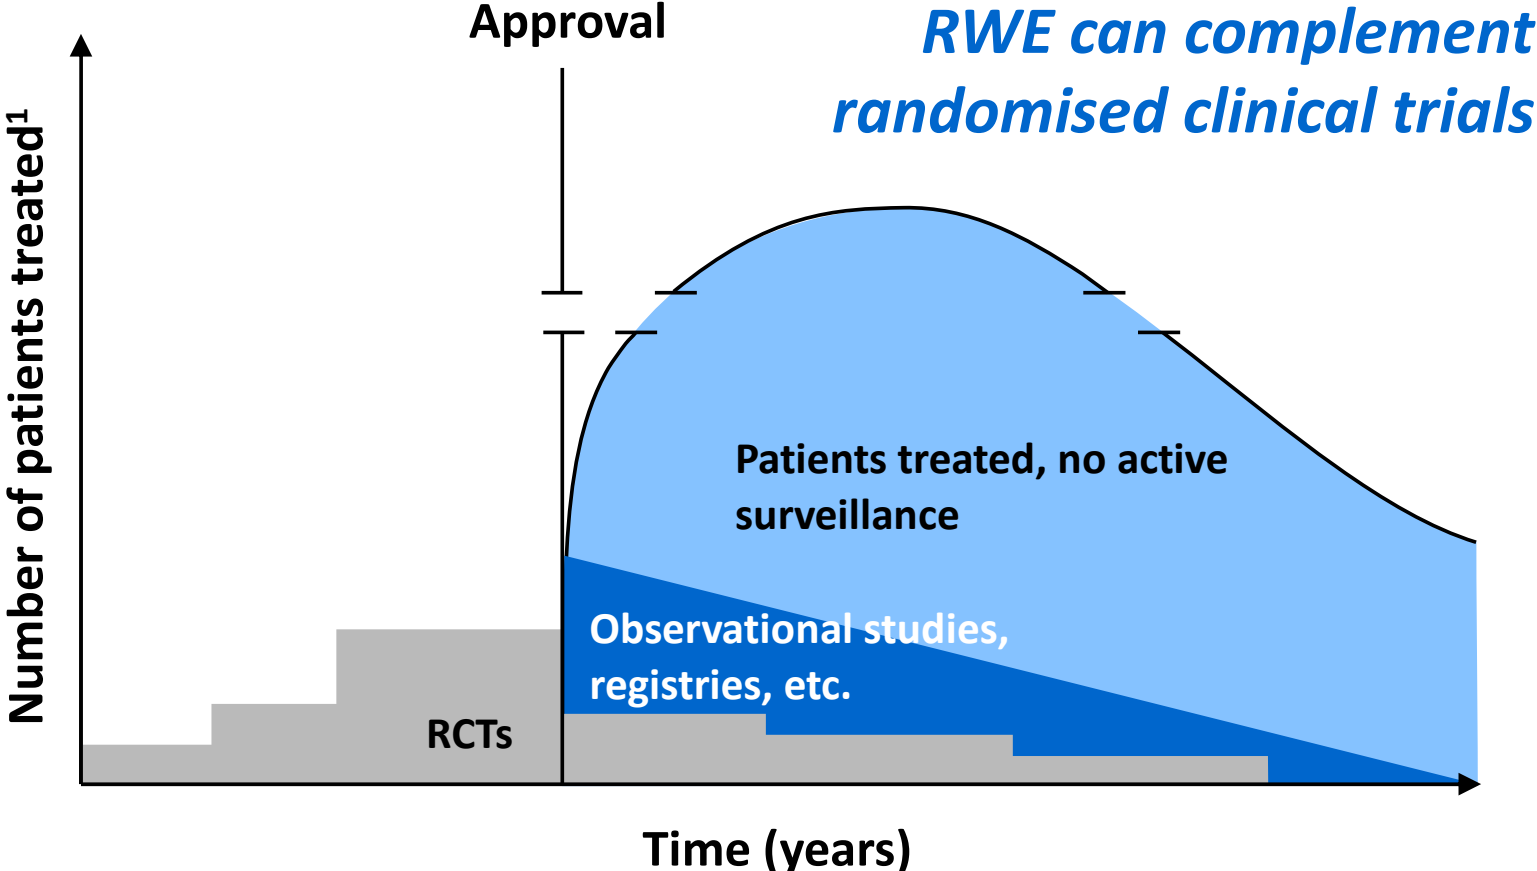 Approval
RWE can complement
randomised clinical trials
Number of patients treated¹
Patients treated, no active
surveillance
Observational studies,
registries, etc.
RCTs
Time (years)